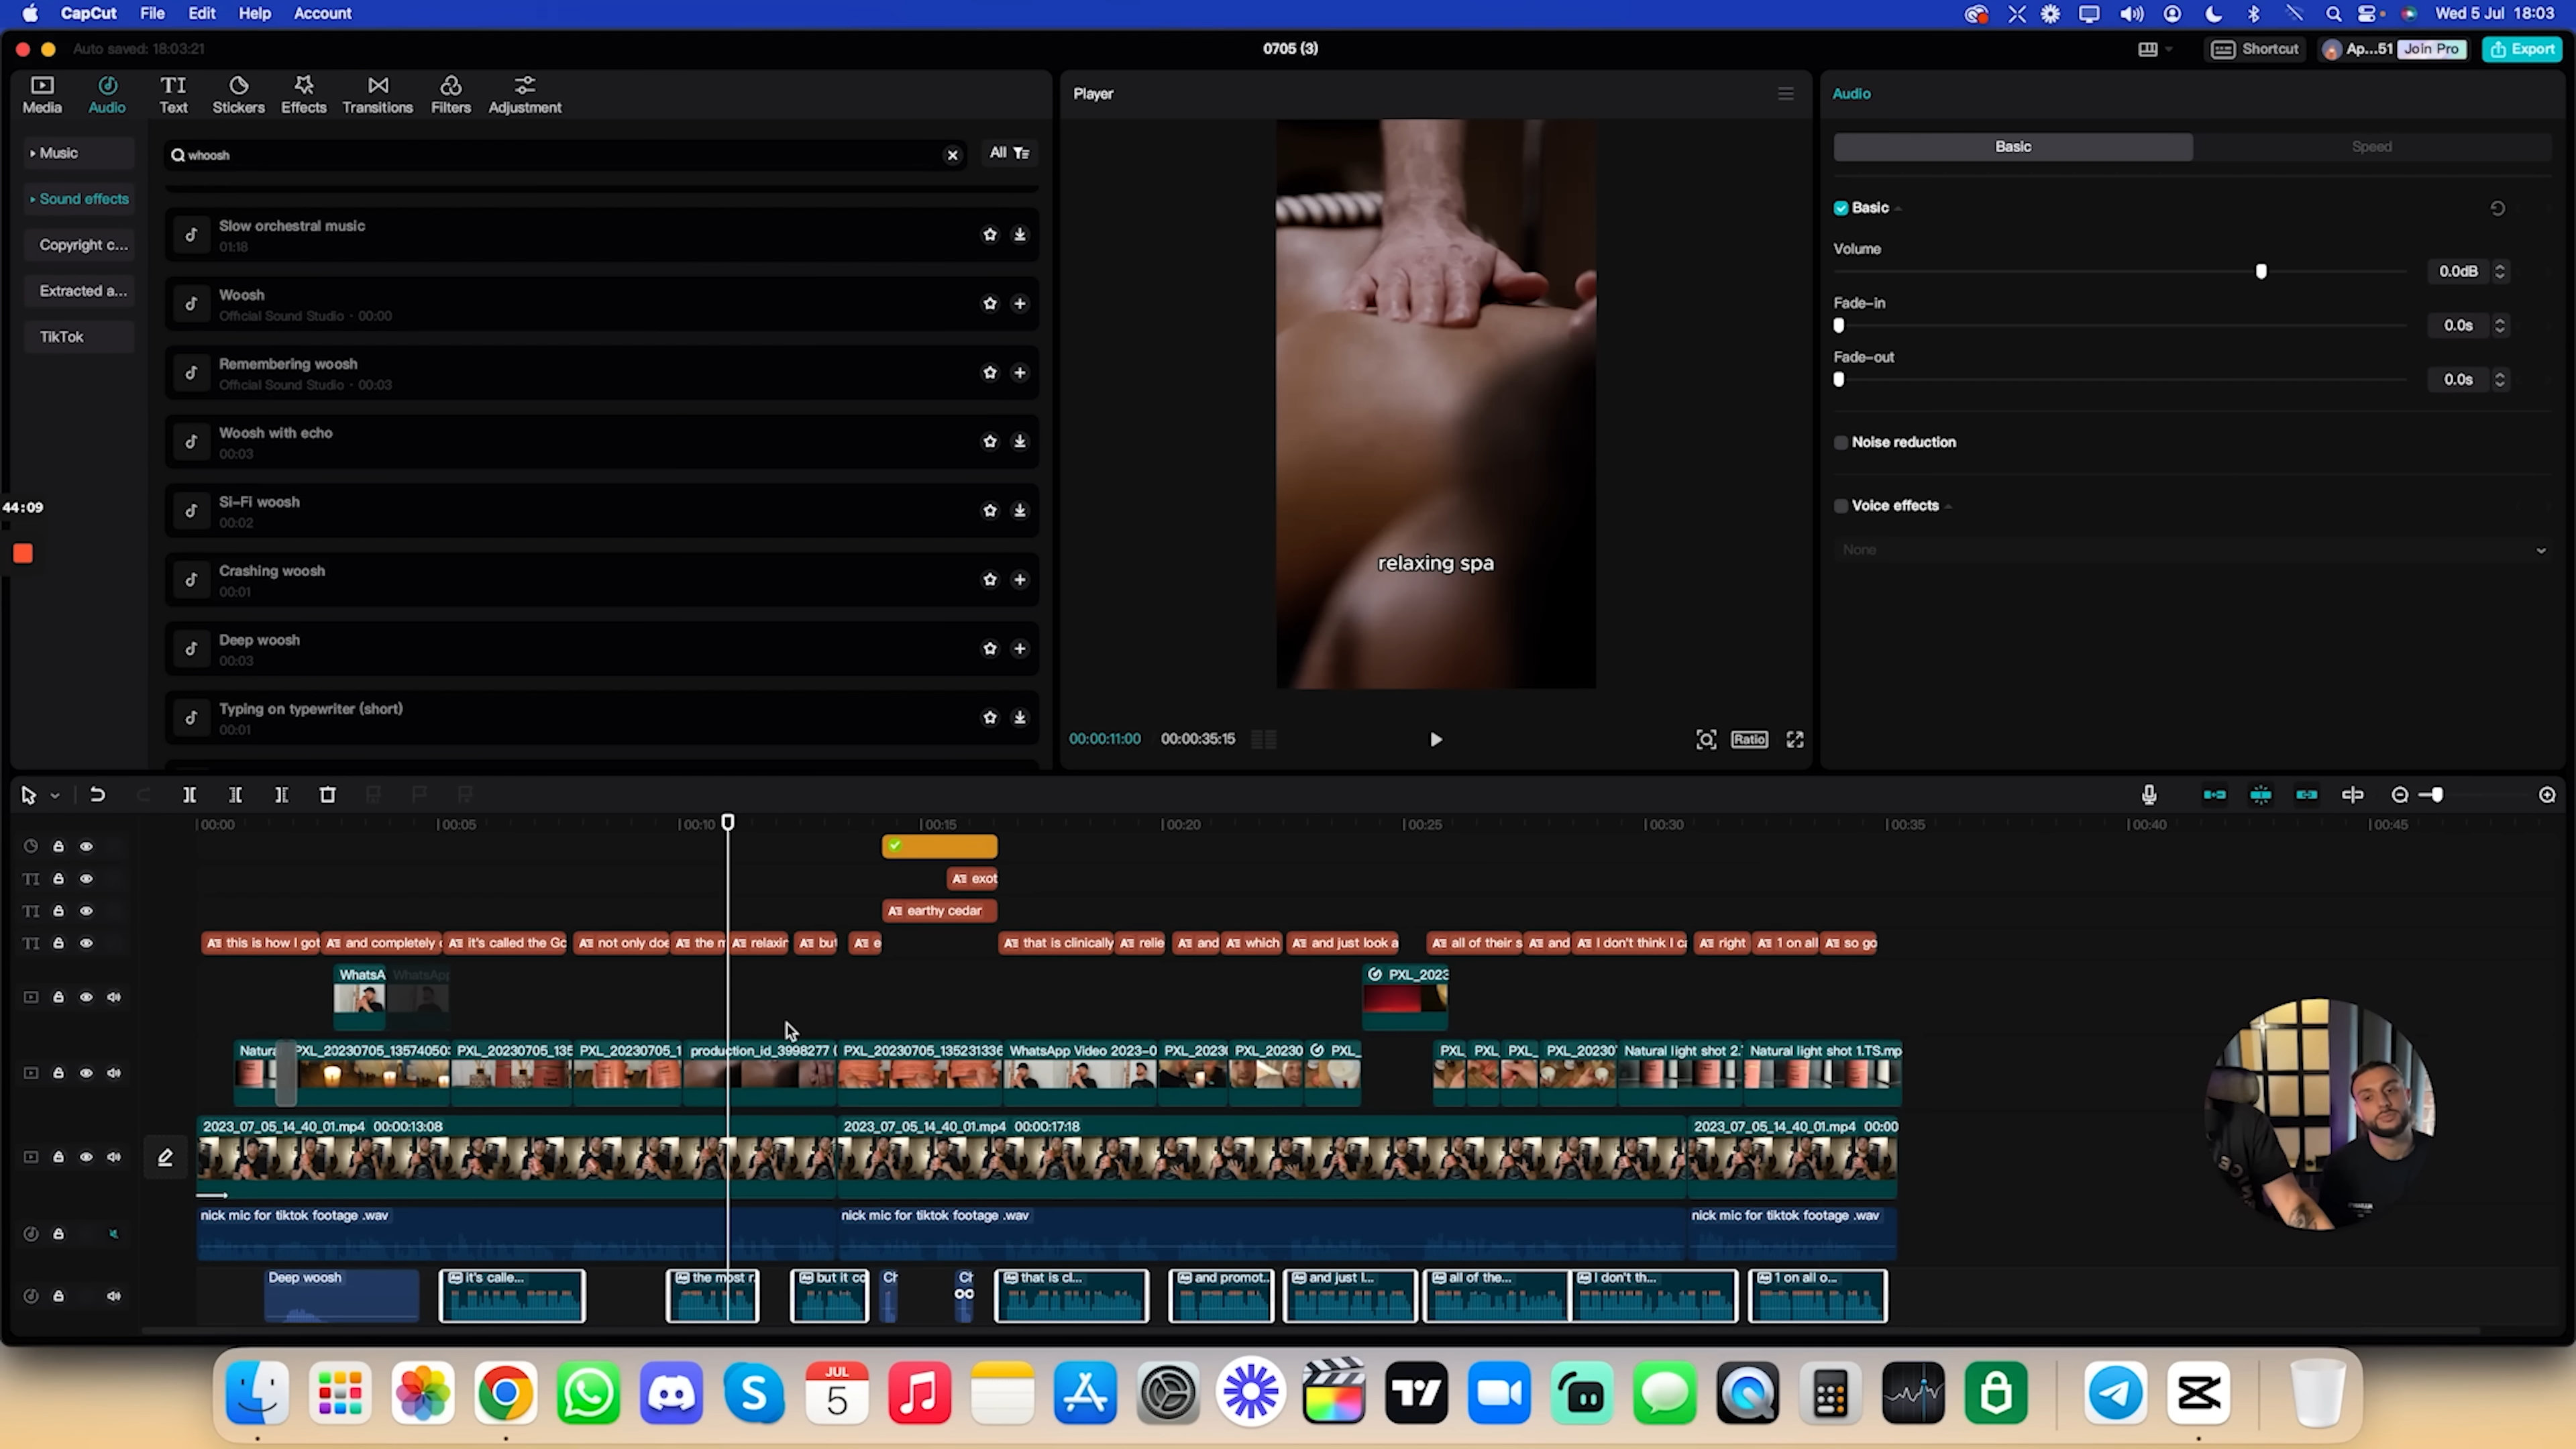 CapCut File Edit Help Account
Wed 5 Jul 18:03
Auto saved: 18:03:21
0705 (3)
Shortcut
Ap...51
Join Pro
Export
Media
Audio
TI
Text
Stickers
Effects
Transitions
Filters
Adjustment
Music
Sound effects
Copyright c...
Extracted a...
TikTok
whoosh
All
Slow orchestral music
01:18
Woosh
Official Sound Studio · 00:00
Remembering woosh
Official Sound Studio · 00:03
Woosh with echo
00:03
Si-Fi woosh
00:02
Crashing woosh
00:01
Deep woosh
00:03
Typing on typewriter (short)
00:01
44:09
Player
relaxing spa
00:00:11:00 00:00:35:15
Ratio
Audio
Basic
Speed
Basic
Volume
0.0dB
Fade-in
0.0s
Fade-out
0.0s
Noise reduction
Voice effects
None
00:00 00:05 00:10 00:15 00:20 00:25 00:30 00:35 00:40 00:45
TI
exot
TI
earthy cedar
TI
this is how I got
and completely
it's called the Go
not only doe
the m
relaxin
but
e
that is clinically
relie
and
which
and just look a
all of their s
and
I don't think I ca
right
1 on all
so go
WhatsA
WhatsApp
PXL_2023
Natura
PXL_20230705_135740503
PXL_20230705_135
PXL_20230705_1
production_id_3998277 (
PXL_20230705_135231336
WhatsApp Video 2023-0
PXL_2023(
PXL_20230
PXL_
PXL_
PXL_
PXL_
PXL_20230
Natural light shot 2.
Natural light shot 1.TS.mp
2023_07_05_14_40_01.mp4 00:00:13:08
2023_07_05_14_40_01.mp4 00:00:17:18
2023_07_05_14_40_01.mp4 00:00
nick mic for tiktok footage .wav
nick mic for tiktok footage .wav
nick mic for tiktok footage .wav
Deep woosh
it's calle...
the most r.
but it co
Ch
Ch
that is cl...
and promot..
and just l...
all of the...
I don't th...
1 on all o...
JUL
5